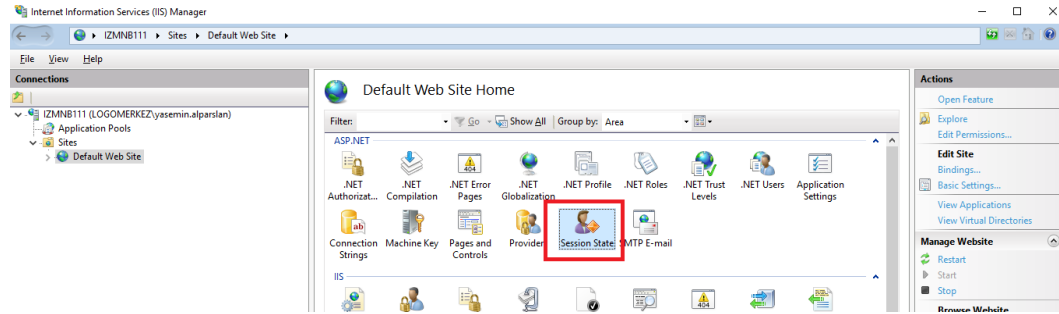 Internet Information Services (IIS) Manager
IZMNB111 Sites Default Web Site
File View Help
Connections
IZMNB111 (LOGOMERKEZ\yasemin.alparslan)
Application Pools
Sites
Default Web Site
Default Web Site Home
Filter: Go Show All Group by: Area
ASP.NET
.NET Authorizat...
.NET Compilation
.NET Error Pages
.NET Globalization
.NET Profile
.NET Roles
.NET Trust Levels
.NET Users
Application Settings
Connection Strings
Machine Key
Pages and Controls
Provider
Session State
SMTP E-mail
IIS
Actions
Open Feature
Explore
Edit Permissions...
Edit Site
Bindings...
Basic Settings...
View Applications
View Virtual Directories
Manage Website
Restart
Start
Stop
Browse Website